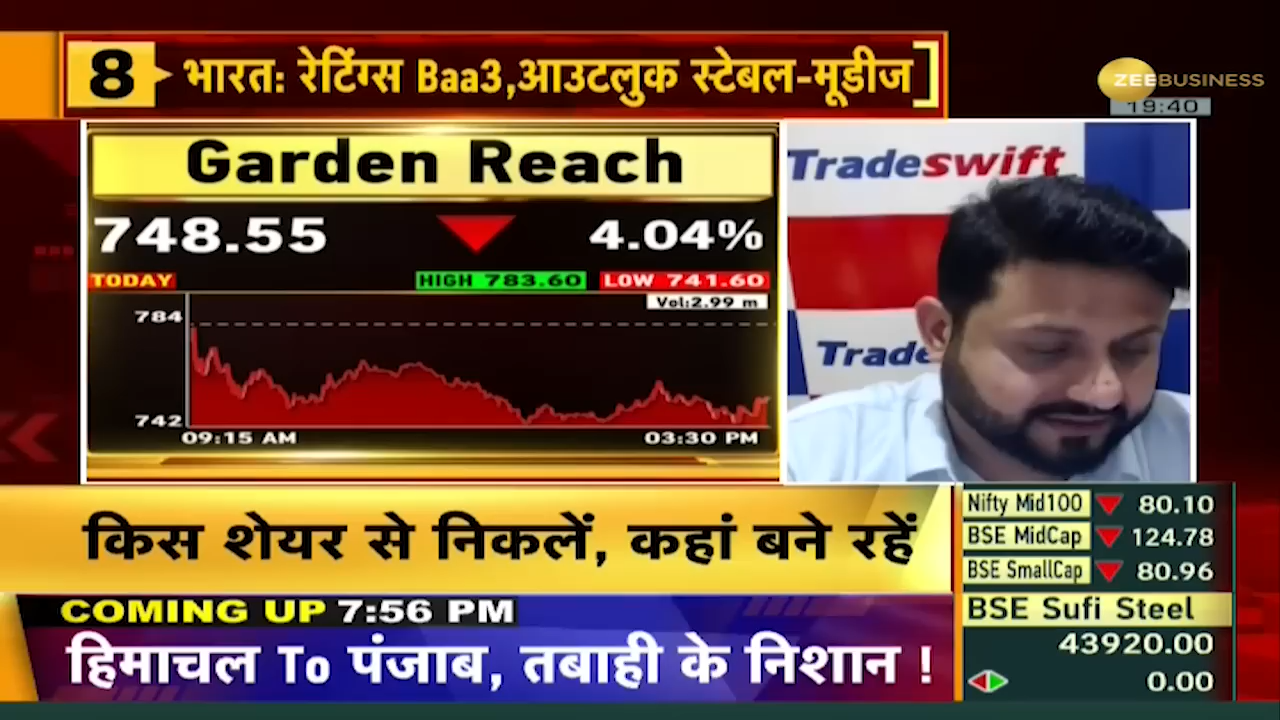 8 भारत: रेटिंग्स Baa3,आउटलुक स्टेबल-मूडीज
ZEEBUSINESS
19:40
Garden Reach
748.55 4.04%
TODAY HIGH 783.60 LOW 741.60
Vol:2.99 m
784
742
09:15 AM 03:30 PM
Tradeswift
Trade
किस शेयर से निकलें, कहां बने रहें
COMING UP 7:56 PM
हिमाचल To पंजाब, तबाही के निशान !
Nifty Mid100 80.10
BSE MidCap 124.78
BSE SmallCap 80.96
BSE Sufi Steel
43920.00
0.00